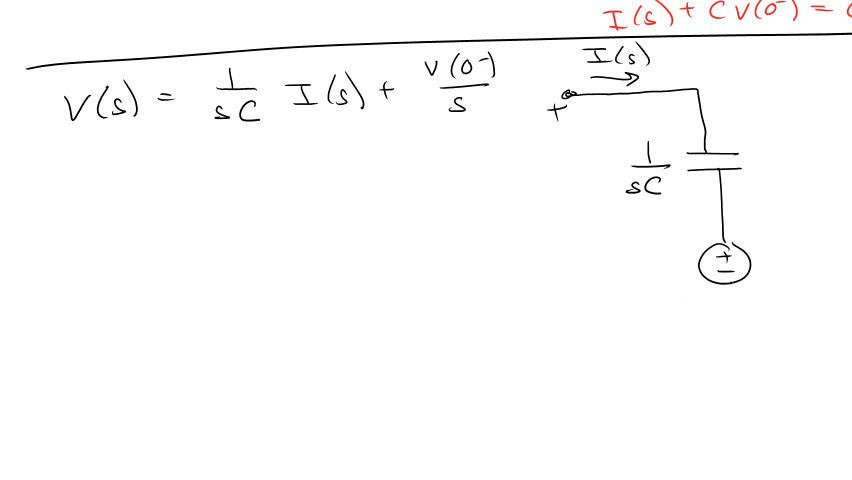 I(s) + C V(0⁻) =
V(s) = 1/sC I(s) + V(0⁻)/s
I(s)
+
1/sC
+
−